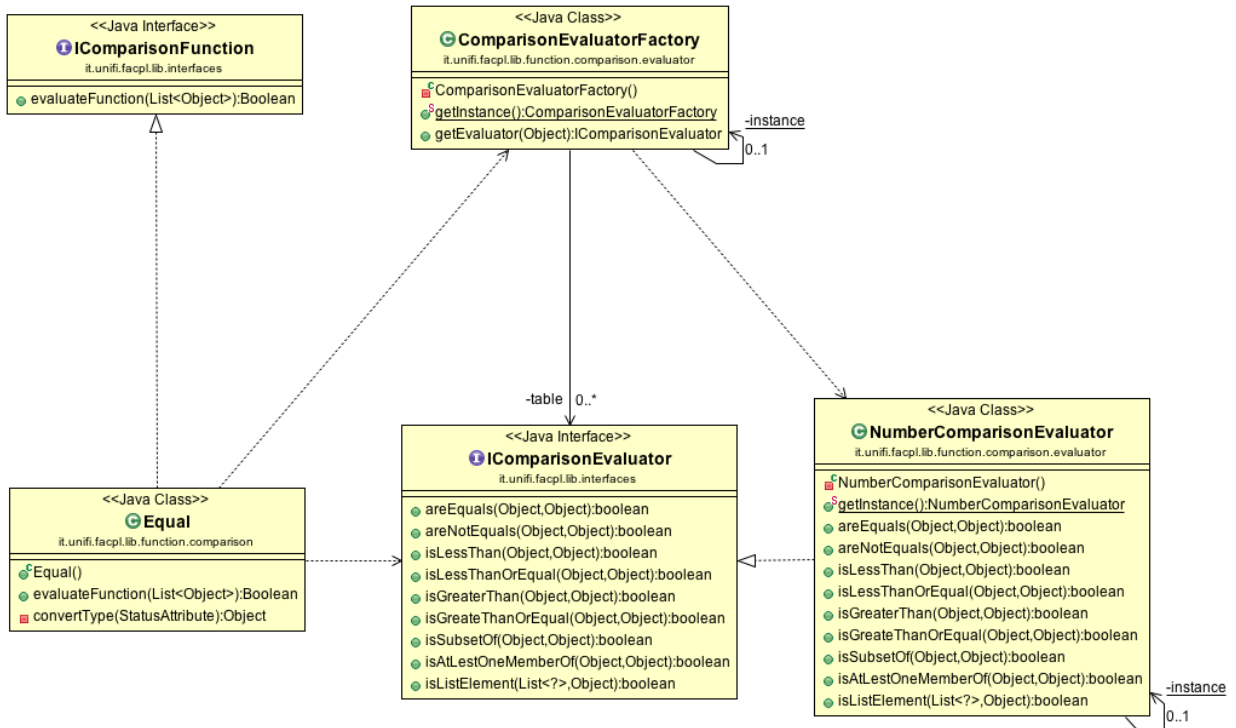 <<Java Interface>>
IComparisonFunction
it.unifi.facpl.lib.interfaces
evaluateFunction(List<Object>):Boolean
<<Java Class>>
ComparisonEvaluatorFactory
it.unifi.facpl.lib.function.comparison.evaluator
ComparisonEvaluatorFactory()
getInstance():ComparisonEvaluatorFactory
getEvaluator(Object):IComparisonEvaluator
-instance
0..1
-table 0..*
<<Java Class>>
Equal
it.unifi.facpl.lib.function.comparison
Equal()
evaluateFunction(List<Object>):Boolean
convertType(StatusAttribute):Object
<<Java Interface>>
IComparisonEvaluator
it.unifi.facpl.lib.interfaces
areEquals(Object,Object):boolean
areNotEquals(Object,Object):boolean
isLessThan(Object,Object):boolean
isLessThanOrEqual(Object,Object):boolean
isGreaterThan(Object,Object):boolean
isGreateThanOrEqual(Object,Object):boolean
isSubsetOf(Object,Object):boolean
isAtLestOneMemberOf(Object,Object):boolean
isListElement(List<?>,Object):boolean
<<Java Class>>
NumberComparisonEvaluator
it.unifi.facpl.lib.function.comparison.evaluator
NumberComparisonEvaluator()
getInstance():NumberComparisonEvaluator
areEquals(Object,Object):boolean
areNotEquals(Object,Object):boolean
isLessThan(Object,Object):boolean
isLessThanOrEqual(Object,Object):boolean
isGreaterThan(Object,Object):boolean
isGreateThanOrEqual(Object,Object):boolean
isSubsetOf(Object,Object):boolean
isAtLestOneMemberOf(Object,Object):boolean
isListElement(List<?>,Object):boolean
-instance
0..1